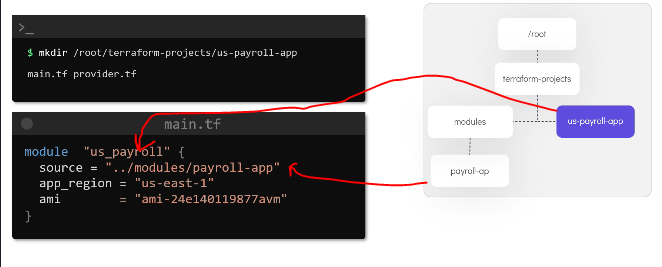 >_
$ mkdir /root/terraform-projects/us-payroll-app
main.tf provider.tf
main.tf
module "us_payroll" {
source = "../modules/payroll-app"
app_region = "us-east-1"
ami = "ami-24e140119877avm"
}
/root
terraform-projects
modules
us-payroll-app
payroll-ap